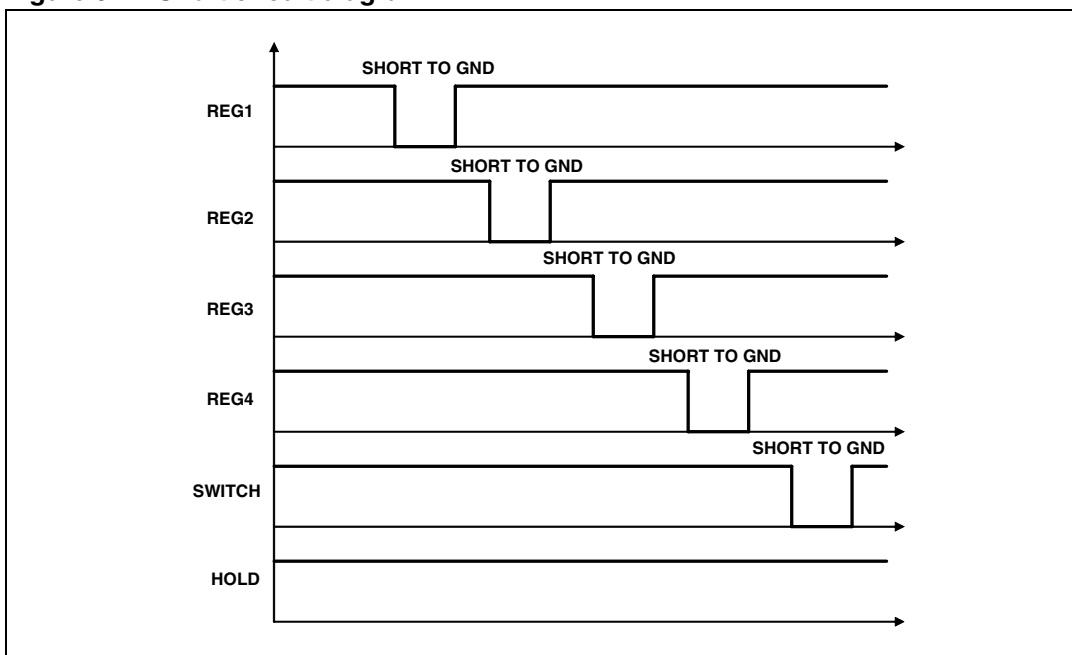 SHORT TO GND
REG1
SHORT TO GND
REG2
SHORT TO GND
REG3
SHORT TO GND
REG4
SHORT TO GND
SWITCH
HOLD